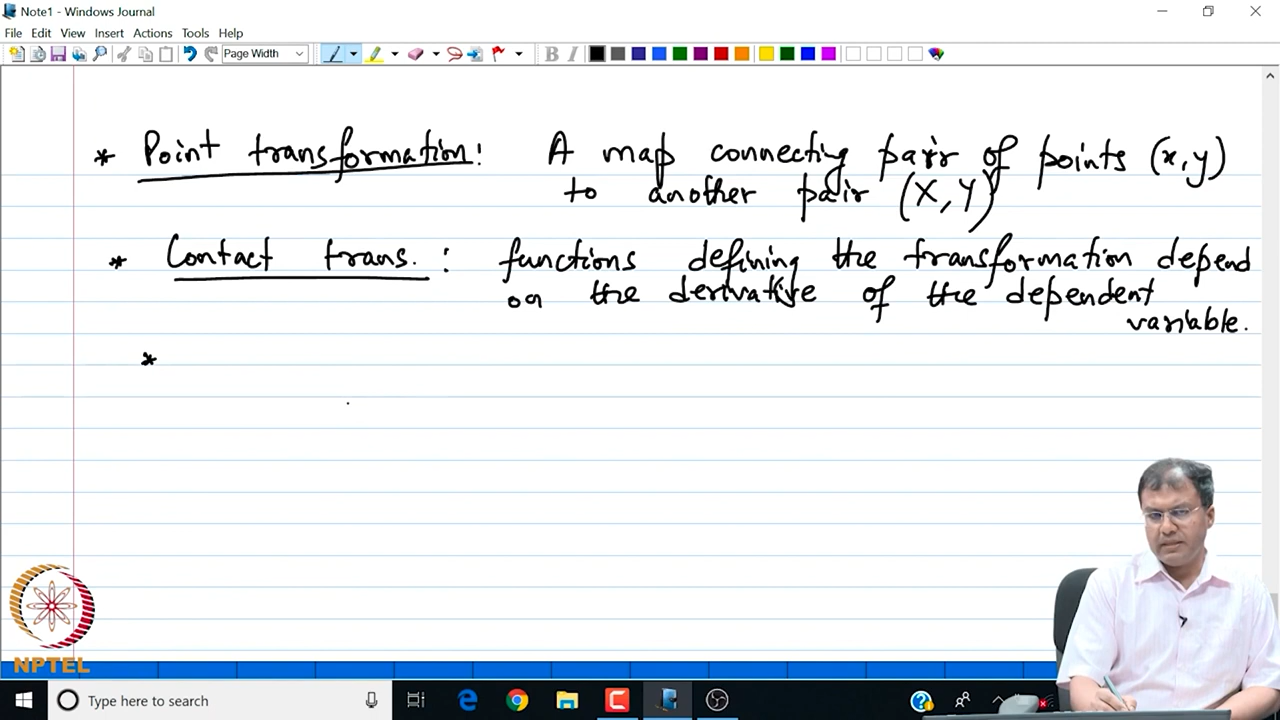 Note1 - Windows Journal
File Edit View Insert Actions Tools Help
Page Width B I
* Point transformation: A map connecting pair of points (x,y)
to another pair (X,Y)
* Contact trans. : functions defining the transformation depend
on the derivative of the dependent
variable.
*
NPTEL
Type here to search